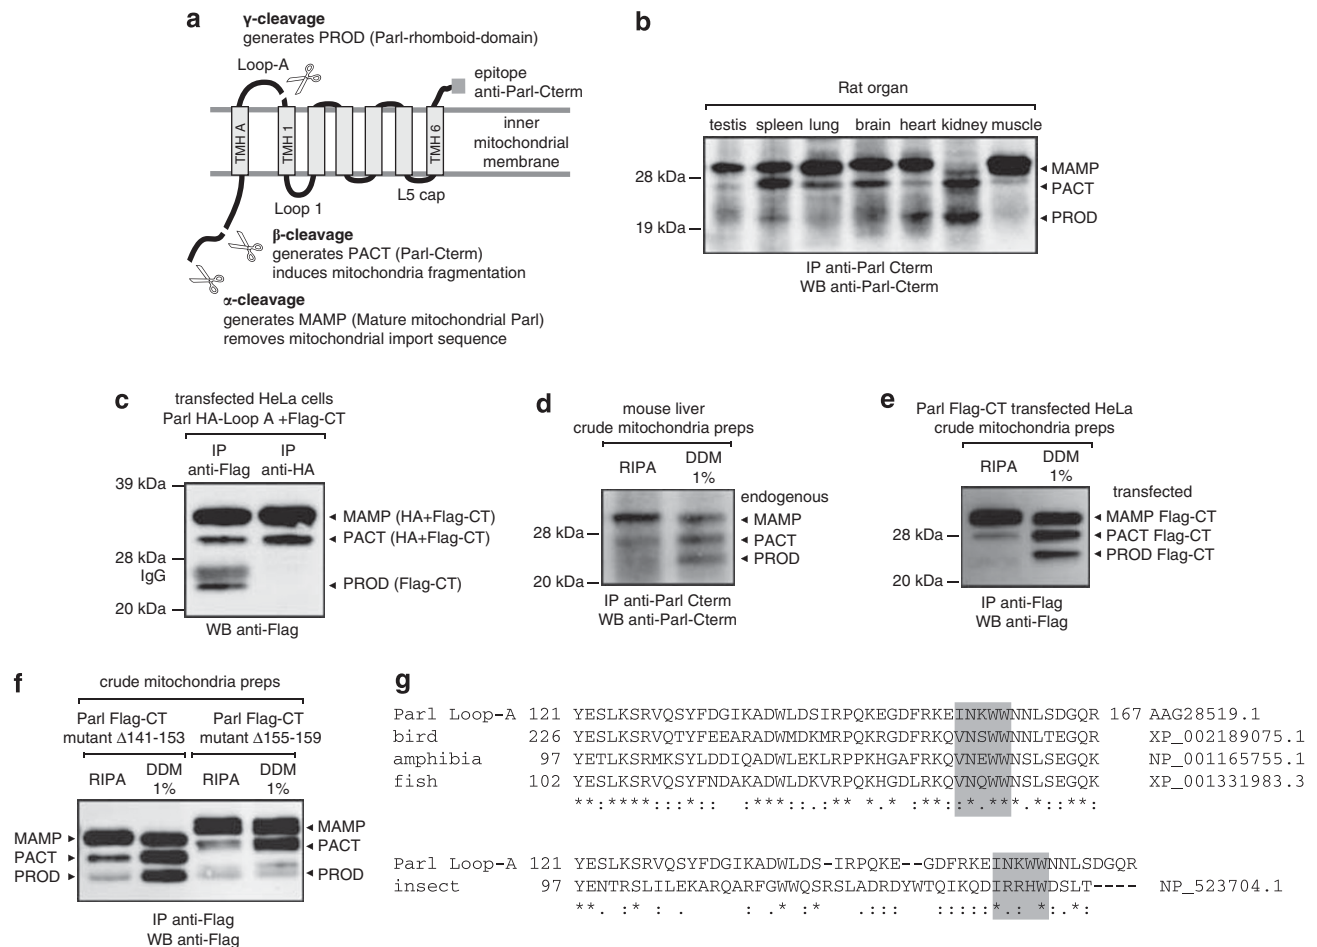 a
γ-cleavage
generates PROD (Parl-rhomboid-domain)
Loop-A
epitope
anti-Parl-Cterm
TMH A
TMH 1
TMH 6
inner
mitochondrial
membrane
Loop 1
L5 cap
β-cleavage
generates PACT (Parl-Cterm)
induces mitochondria fragmentation
α-cleavage
generates MAMP (Mature mitochondrial Parl)
removes mitochondrial import sequence
b
Rat organ
testis spleen lung brain heart kidney muscle
28 kDa
19 kDa
MAMP
PACT
PROD
IP anti-Parl Cterm
WB anti-Parl-Cterm
c
transfected HeLa cells
Parl HA-Loop A +Flag-CT
IP anti-Flag
IP anti-HA
39 kDa
28 kDa
IgG
20 kDa
MAMP (HA+Flag-CT)
PACT (HA+Flag-CT)
PROD (Flag-CT)
WB anti-Flag
d
mouse liver
crude mitochondria preps
RIPA
DDM 1%
endogenous
28 kDa
20 kDa
MAMP
PACT
PROD
IP anti-Parl Cterm
WB anti-Parl-Cterm
e
Parl Flag-CT transfected HeLa
crude mitochondria preps
RIPA
DDM 1%
transfected
28 kDa
20 kDa
MAMP Flag-CT
PACT Flag-CT
PROD Flag-CT
IP anti-Flag
WB anti-Flag
f
crude mitochondria preps
Parl Flag-CT
mutant Δ141-153
Parl Flag-CT
mutant Δ155-159
RIPA
DDM 1%
RIPA
DDM 1%
MAMP
PACT
PROD
MAMP
PACT
PROD
IP anti-Flag
WB anti-Flag
g
Parl Loop-A 121 YESLKSRVQSYFDGIKADWLDSIRPQKEGDFRKEINKWWNNLSDGQR 167 AAG28519.1
bird 226 YESLKSRVQTYFEEARADWMDKMRPQKRGDFRKQVNSWWNNLTEGQR XP_002189075.1
amphibia 97 YETLKSRMKSYLDDIQADWLEKLRPPKHGAFRKQVNEWWNSLSEGQK NP_001165755.1
fish 102 YESLKSRVQSYFNDAKADWLDKVRPQKHGDLRKQVNQWWNSLSEGQK XP_001331983.3
**:****:::*:: :***::.:** *.* *::**::*.***.**::**:
Parl Loop-A 121 YESLKSRVQSYFDGIKADWLDS-IRPQKE--GDFRKEINKWWNNLSDGQR
insect 97 YENTRSLILEKARQARFGWWQSRSLADRDYWTQIKQDIRRHWDSLT---- NP_523704.1
**. :* : . : .* :* .::: :::::*.: *:.*: